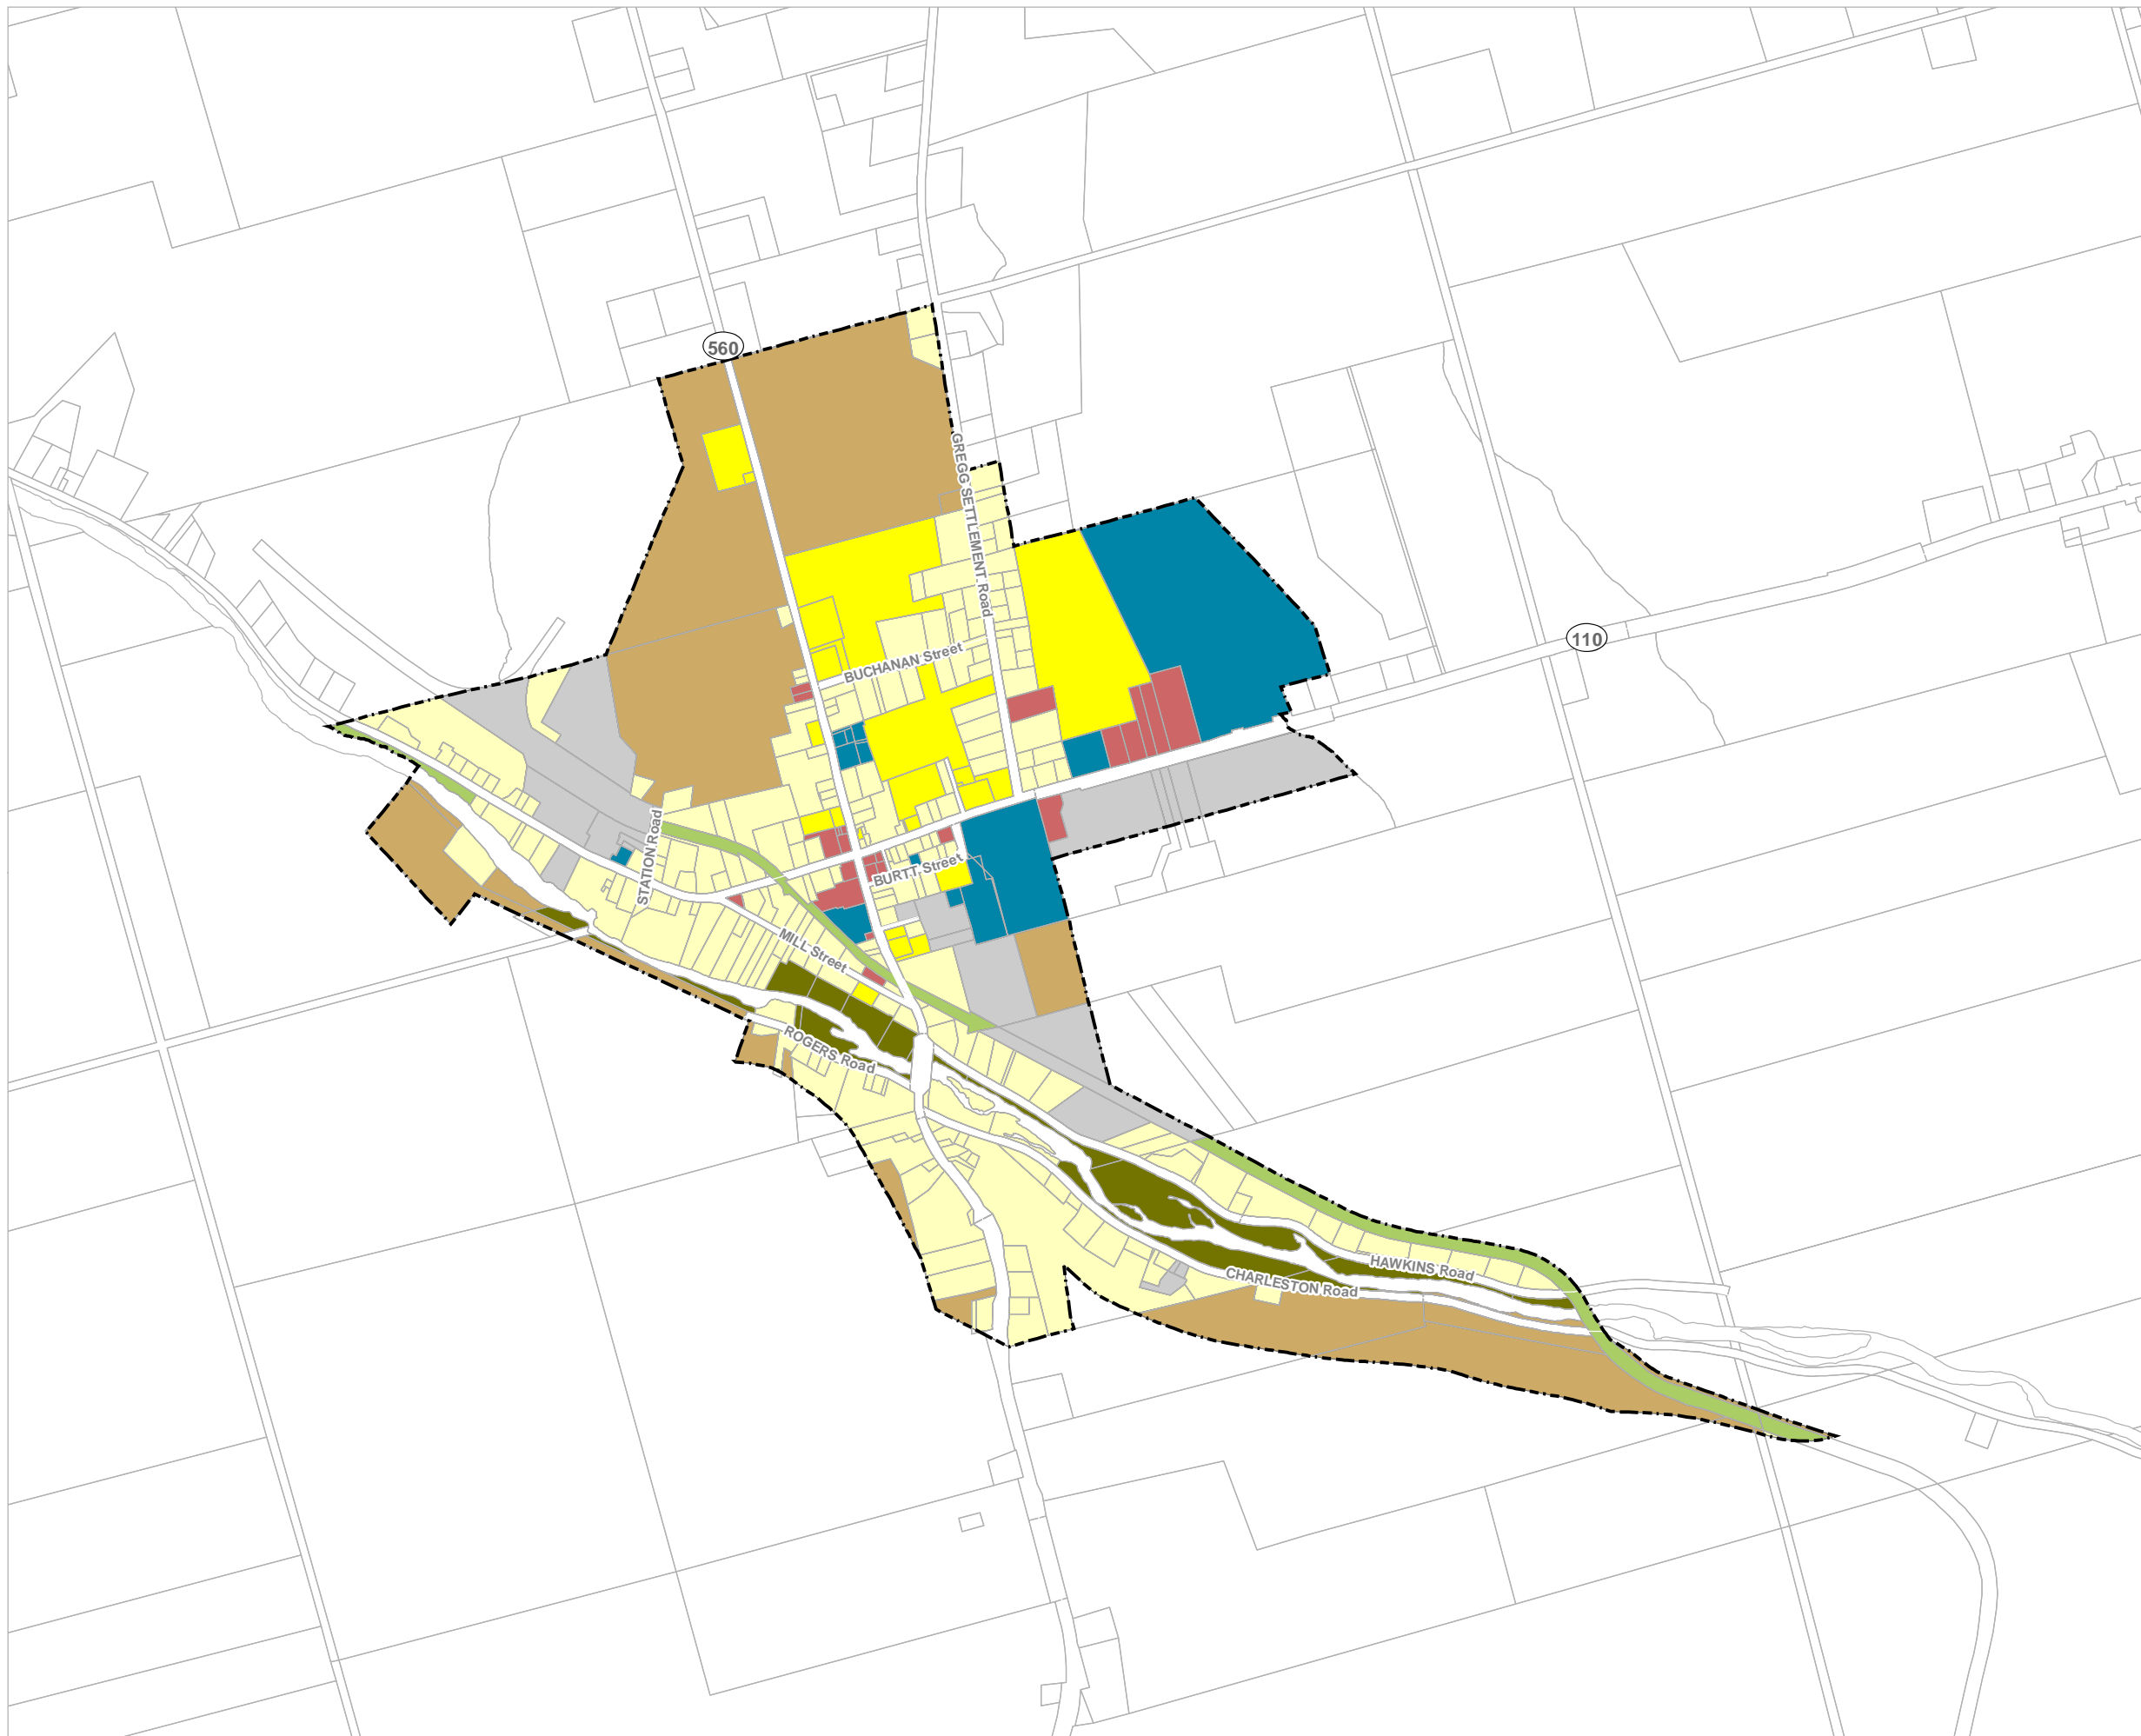 560
GREGG SETTLEMENT Road
110
BUCHANAN Street
STATION Road
BURTT Street
MILL Street
ROGERS Road
HAWKINS Road
CHARLESTON Road